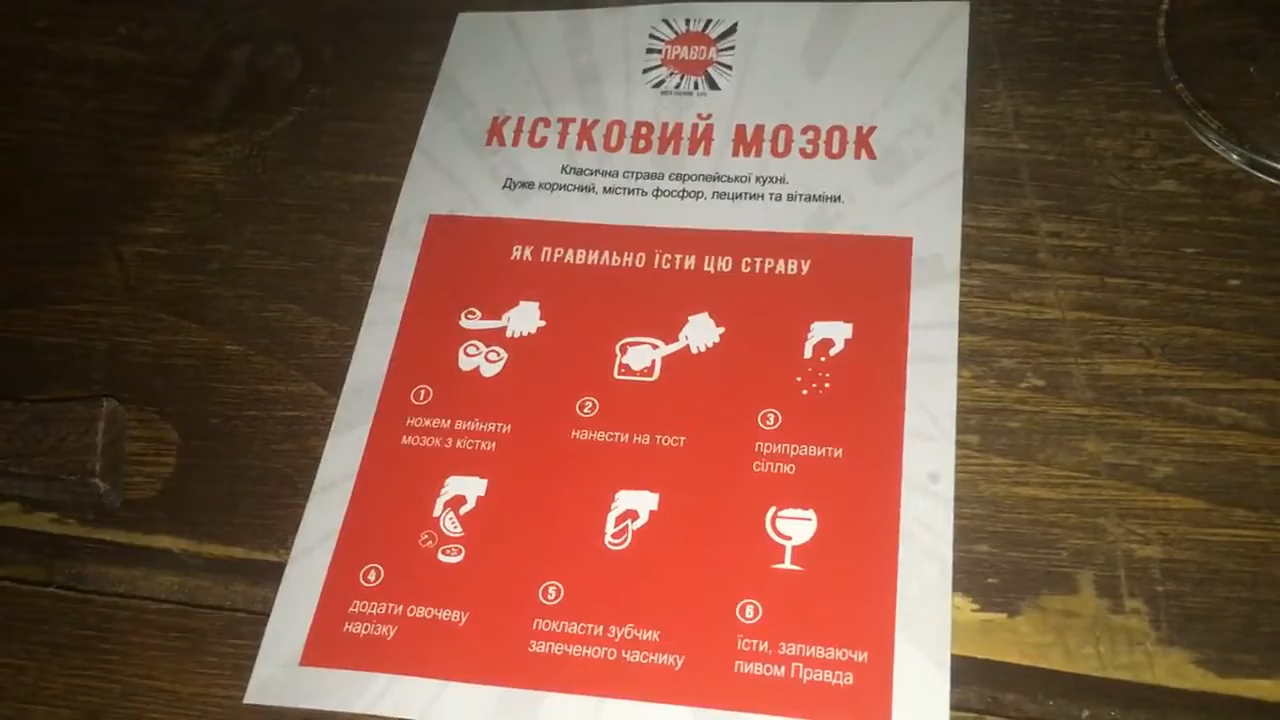 ПРАВДА
КІСТКОВИЙ МОЗОК
Класична страва європейської кухні.
Дуже корисний, містить фосфор, лецитин та вітаміни.
ЯК ПРАВИЛЬНО ЇСТИ ЦЮ СТРАВУ
1
ножем вийняти
мозок з кістки
2
нанести на тост
3
приправити
сіллю
4
додати овочеву
нарізку
5
покласти зубчик
запеченого часнику
6
їсти, запиваючи
пивом Правда